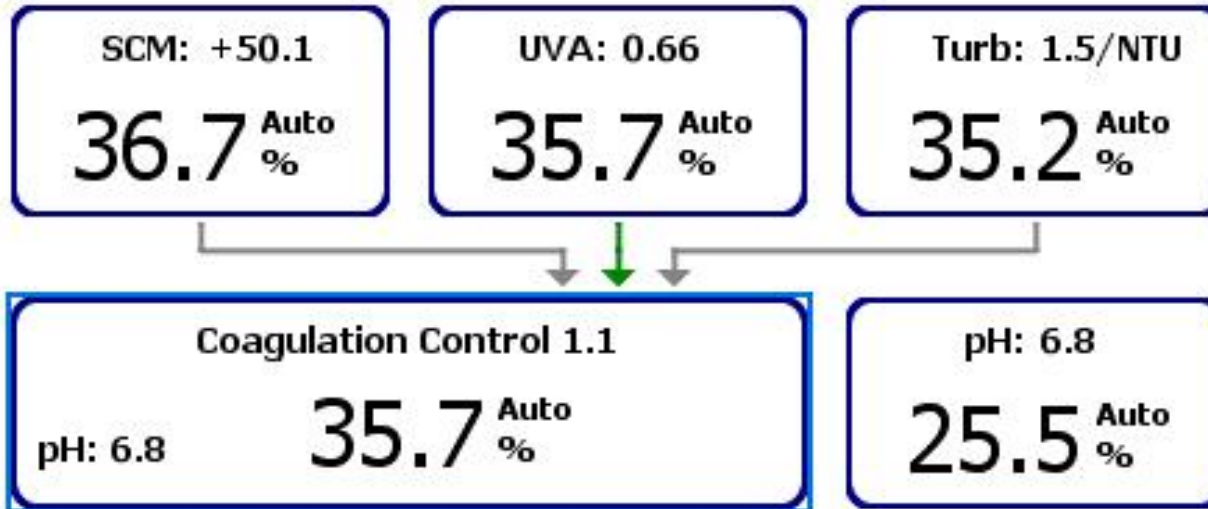 SCM: +50.1
36.7 Auto %
UVA: 0.66
35.7 Auto %
Turb: 1.5/NTU
35.2 Auto %
Coagulation Control 1.1
pH: 6.8 35.7 Auto %
pH: 6.8
25.5 Auto %